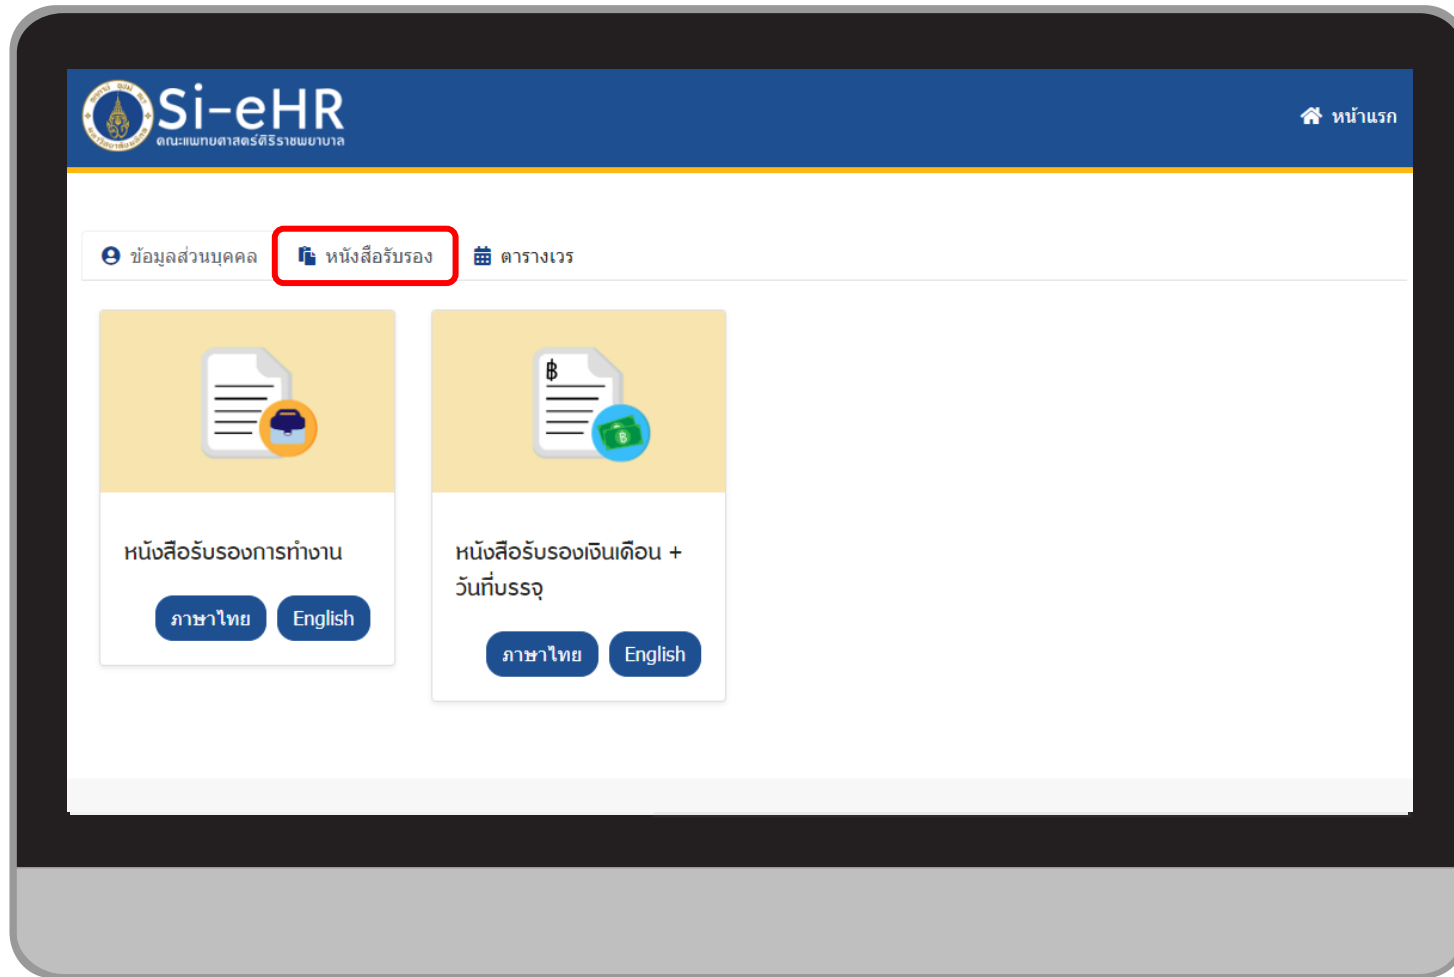 Si-eHR
คณะแพทยศาสตร์ศิริราชพยาบาล
หน้าแรก
ข้อมูลส่วนบุคคล
หนังสือรับรอง
ตารางเวร
฿
฿
หนังสือรับรองการทำงาน
ภาษาไทย
English
หนังสือรับรองเงินเดือน +
วันที่บรรจุ
ภาษาไทย
English